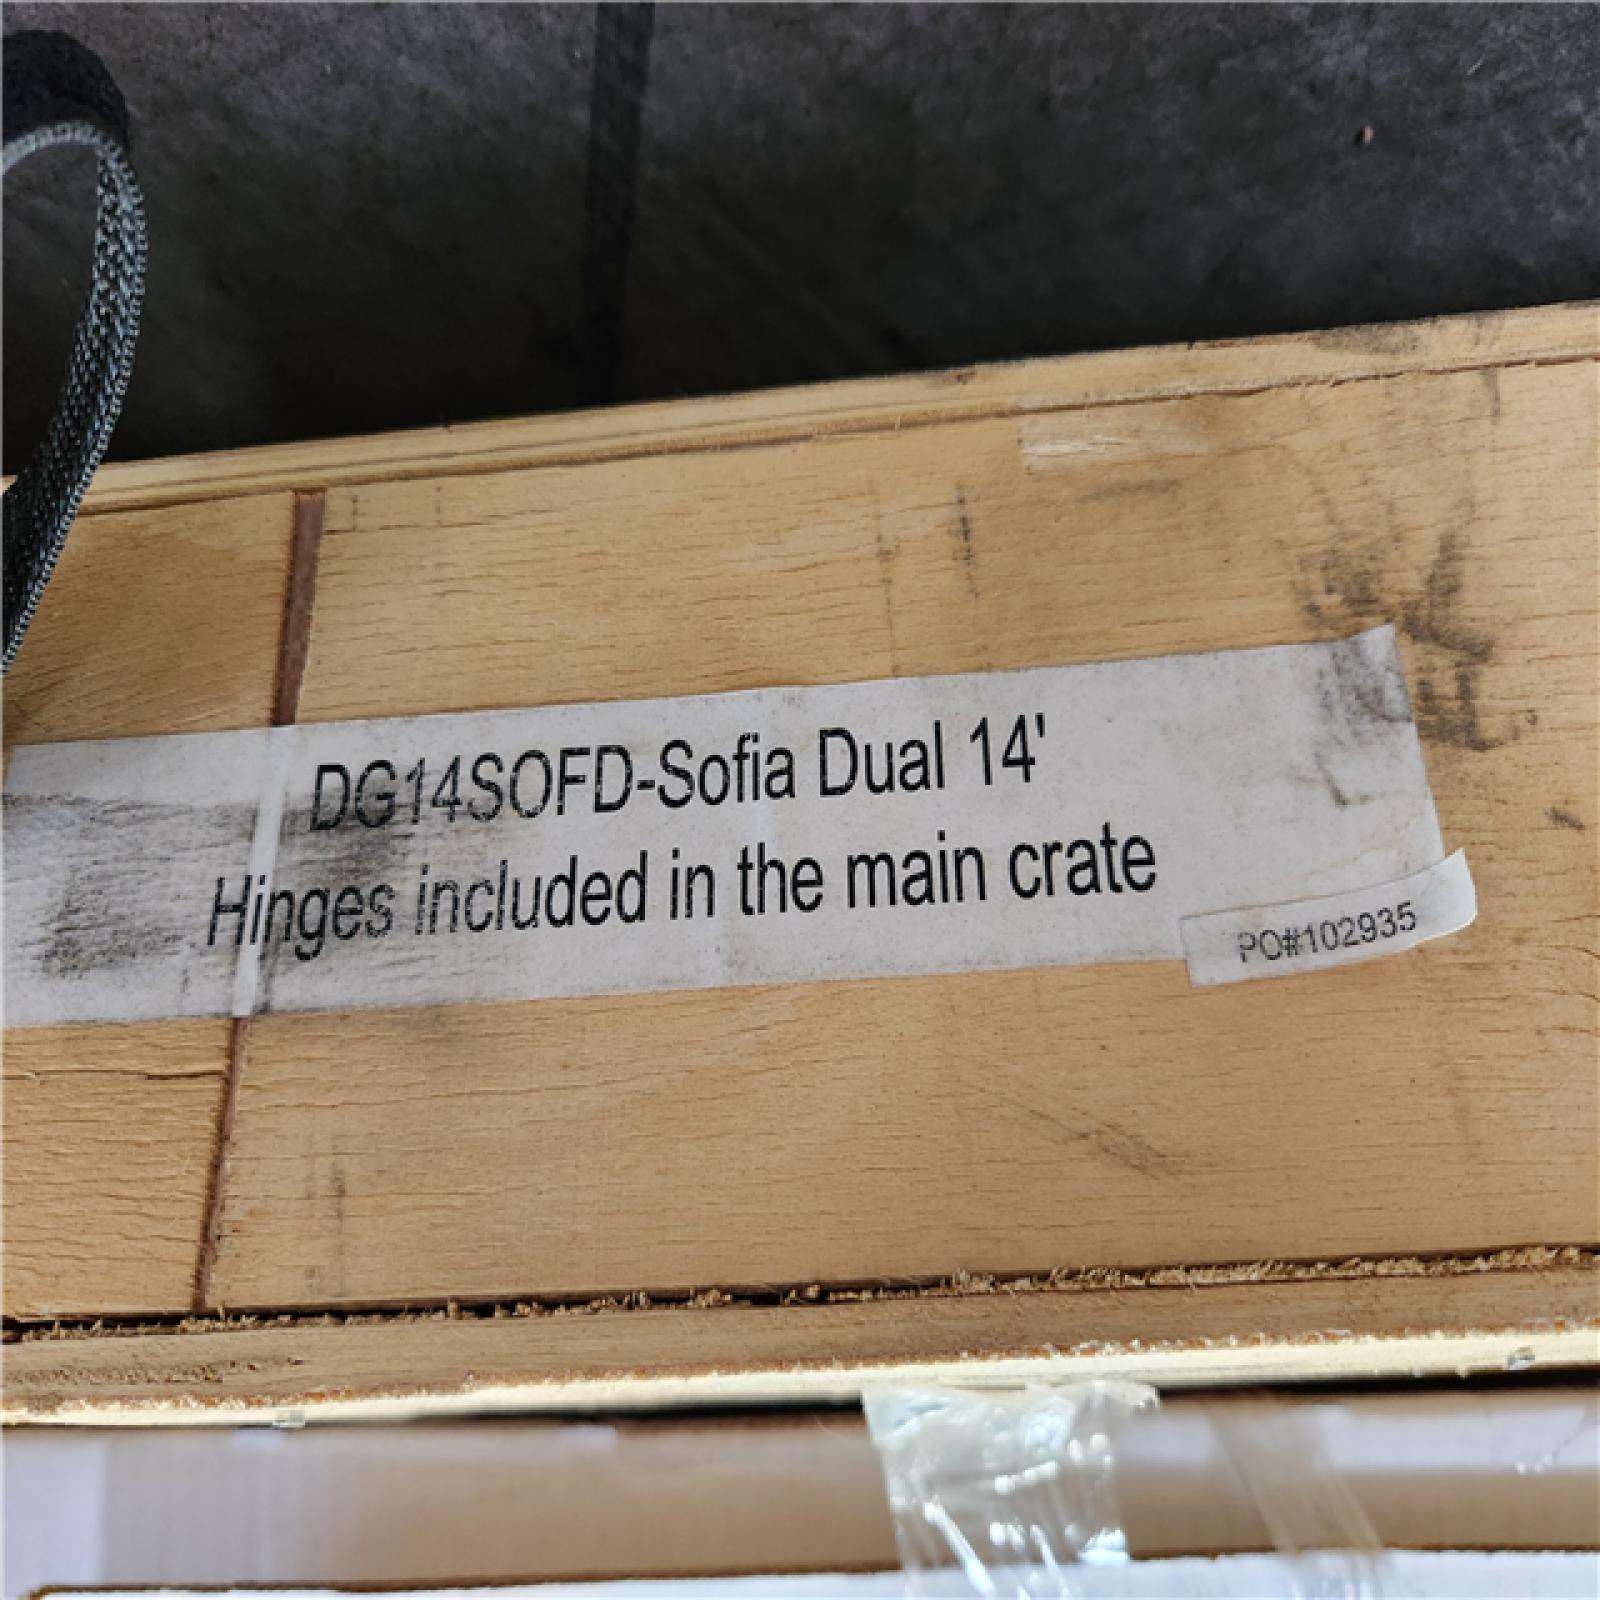 DG14SOFD-Sofia Dual 14'
Hinges included in the main crate
PO#102935